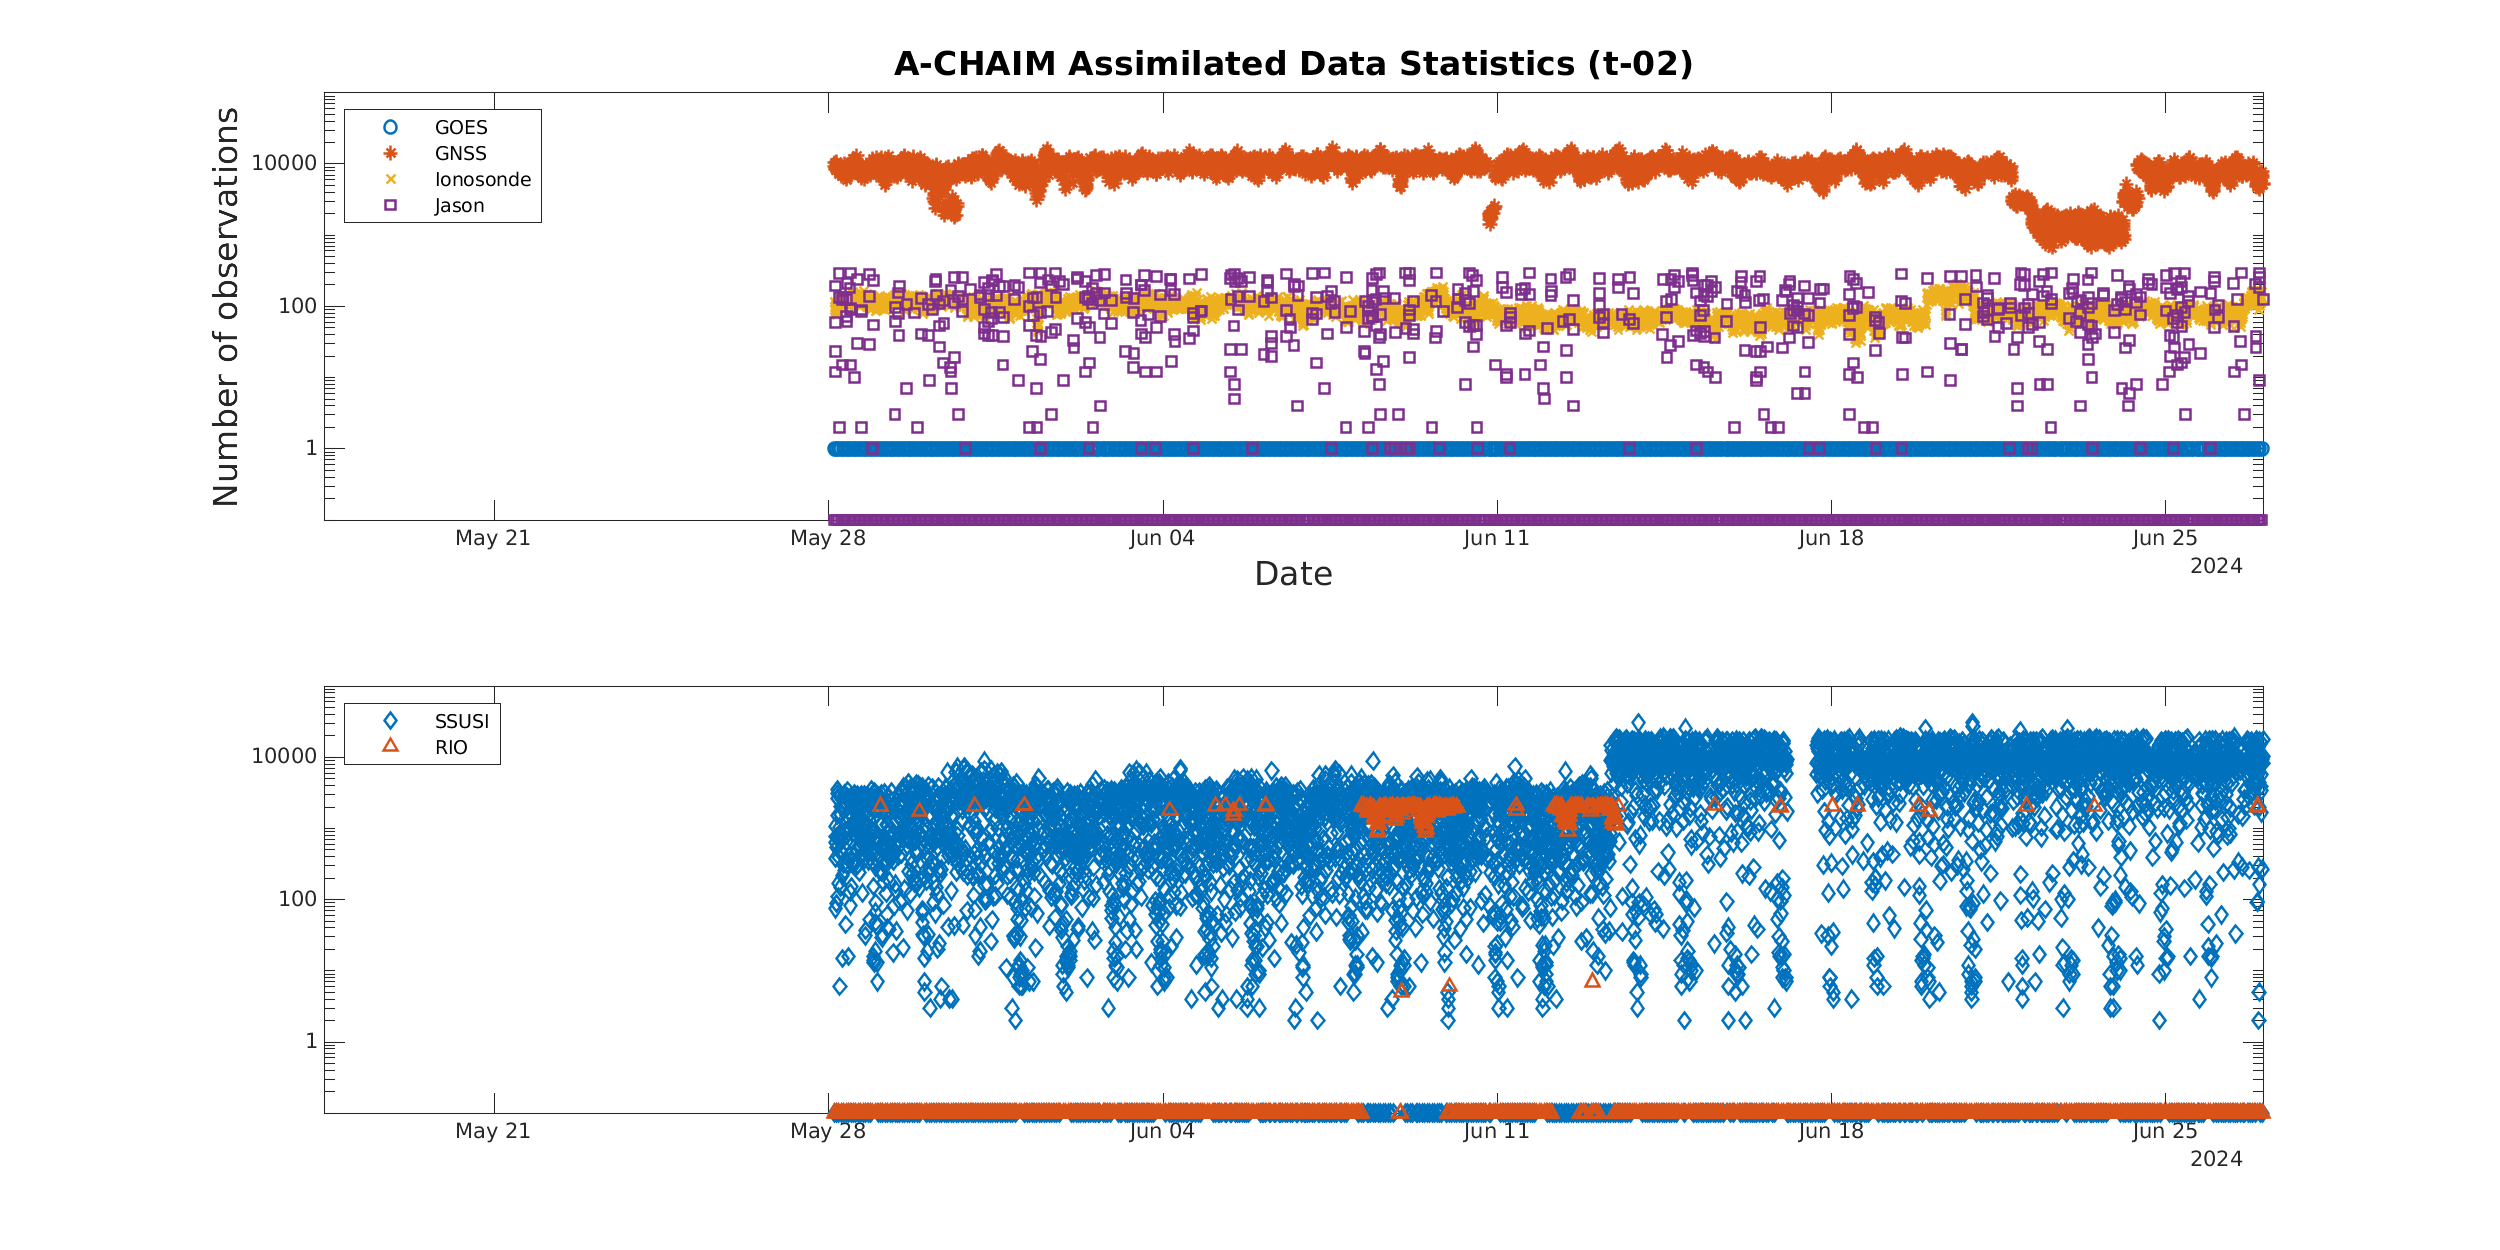 A-CHAIM Assimilated Data Statistics (t-02)
Number of observations
10000
100
1
GOES
GNSS
Ionosonde
Jason
May 21
May 28
Jun 04
Jun 11
Jun 18
Jun 25
2024
Date
10000
100
1
SSUSI
RIO
May 21
May 28
Jun 04
Jun 11
Jun 18
Jun 25
2024